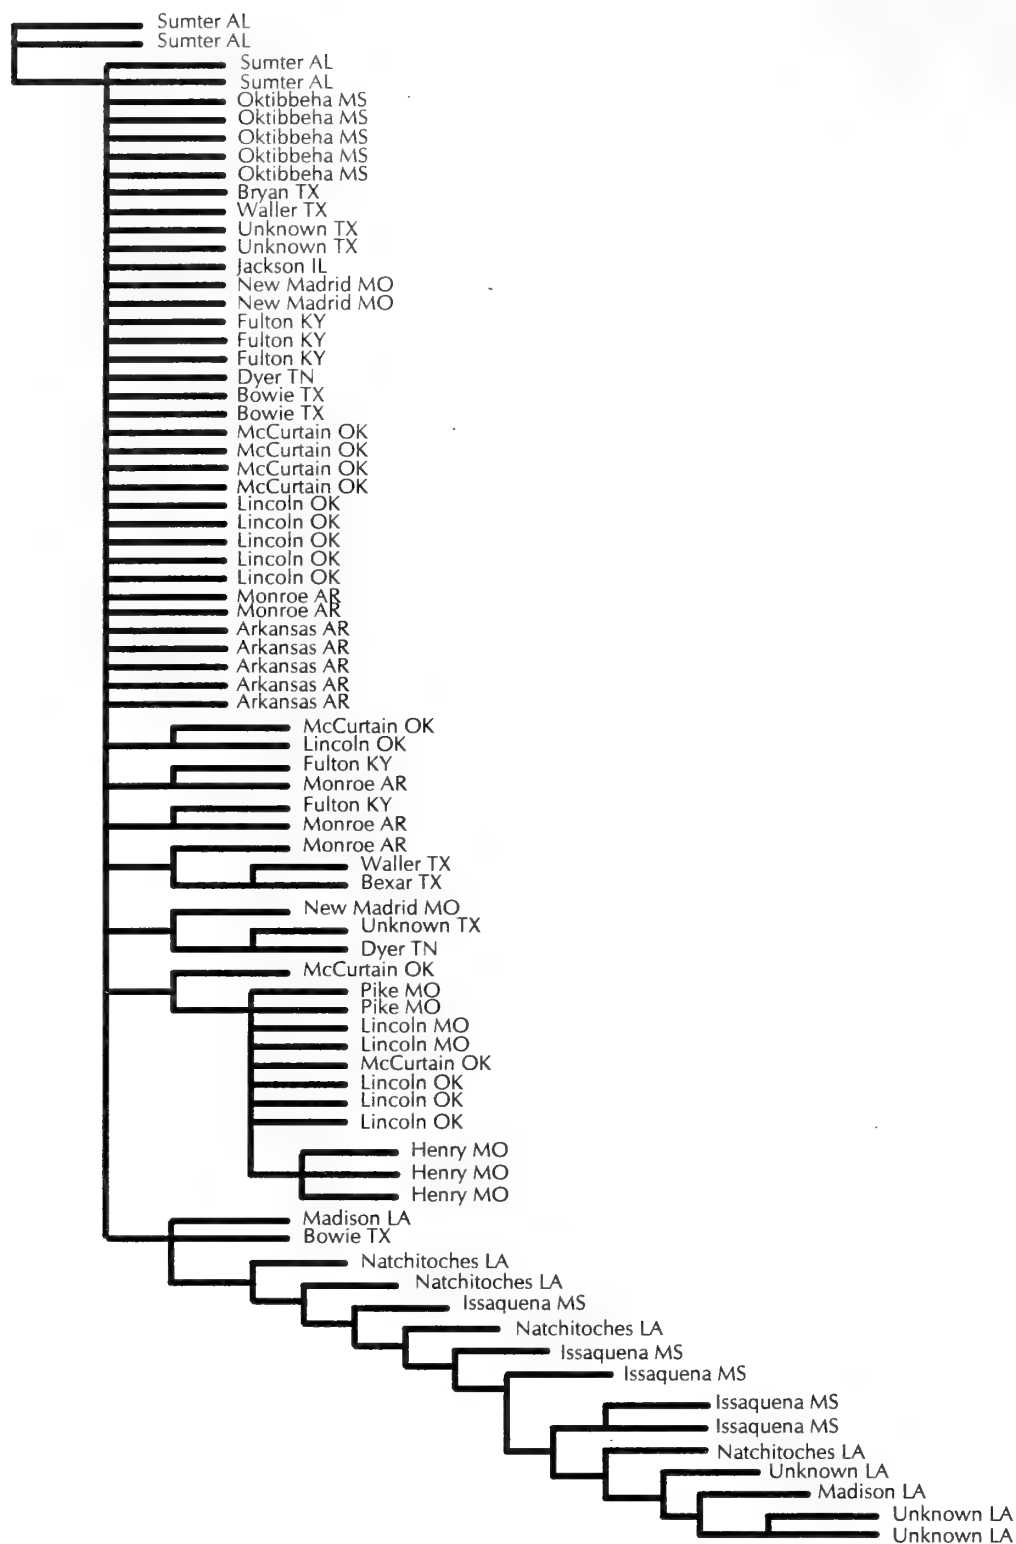 Sumter AL
Sumter AL
Sumter AL
Sumter AL
Oktibbeha MS
Oktibbeha MS
Oktibbeha MS
Oktibbeha MS
Oktibbeha MS
Bryan TX
Waller TX
Unknown TX
Unknown TX
Jackson IL
New Madrid MO
New Madrid MO
Fulton KY
Fulton KY
Fulton KY
Dyer TN
Bowie TX
Bowie TX
McCurtain OK
McCurtain OK
McCurtain OK
McCurtain OK
Lincoln OK
Lincoln OK
Lincoln OK
Lincoln OK
Lincoln OK
Monroe AR
Monroe AR
Arkansas AR
Arkansas AR
Arkansas AR
Arkansas AR
Arkansas AR
McCurtain OK
Lincoln OK
Fulton KY
Monroe AR
Fulton KY
Monroe AR
Monroe AR
Waller TX
Bexar TX
New Madrid MO
Unknown TX
Dyer TN
McCurtain OK
Pike MO
Pike MO
Lincoln MO
Lincoln MO
McCurtain OK
Lincoln OK
Lincoln OK
Lincoln OK
Henry MO
Henry MO
Henry MO
Madison LA
Bowie TX
Natchitoches LA
Natchitoches LA
Issaquena MS
Natchitoches LA
Issaquena MS
Issaquena MS
Issaquena MS
Issaquena MS
Natchitoches LA
Unknown LA
Madison LA
Unknown LA
Unknown LA